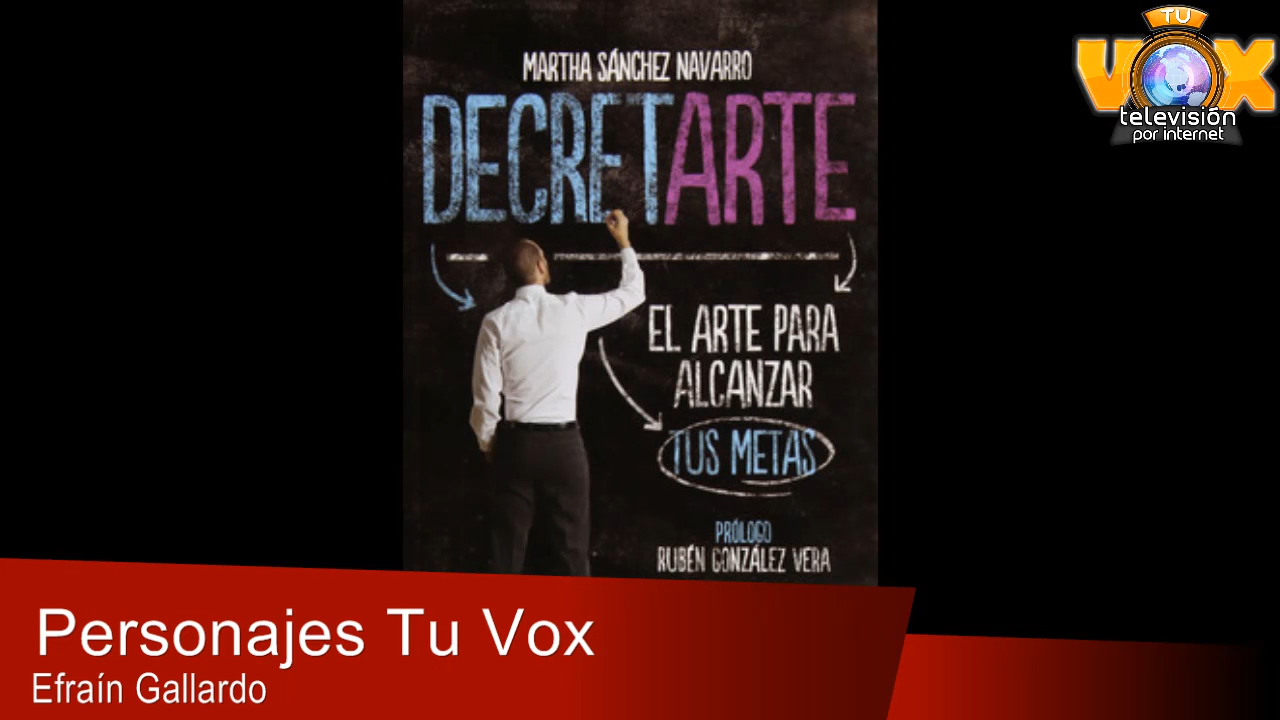 MARTHA SÁNCHEZ NAVARRO
DECRETARTE
EL ARTE PARA
ALCANZAR
TUS METAS
PRÓLOGO
RUBÉN GONZÁLEZ VERA
TU
VOX
televisión
por internet
Personajes Tu Vox
Efraín Gallardo